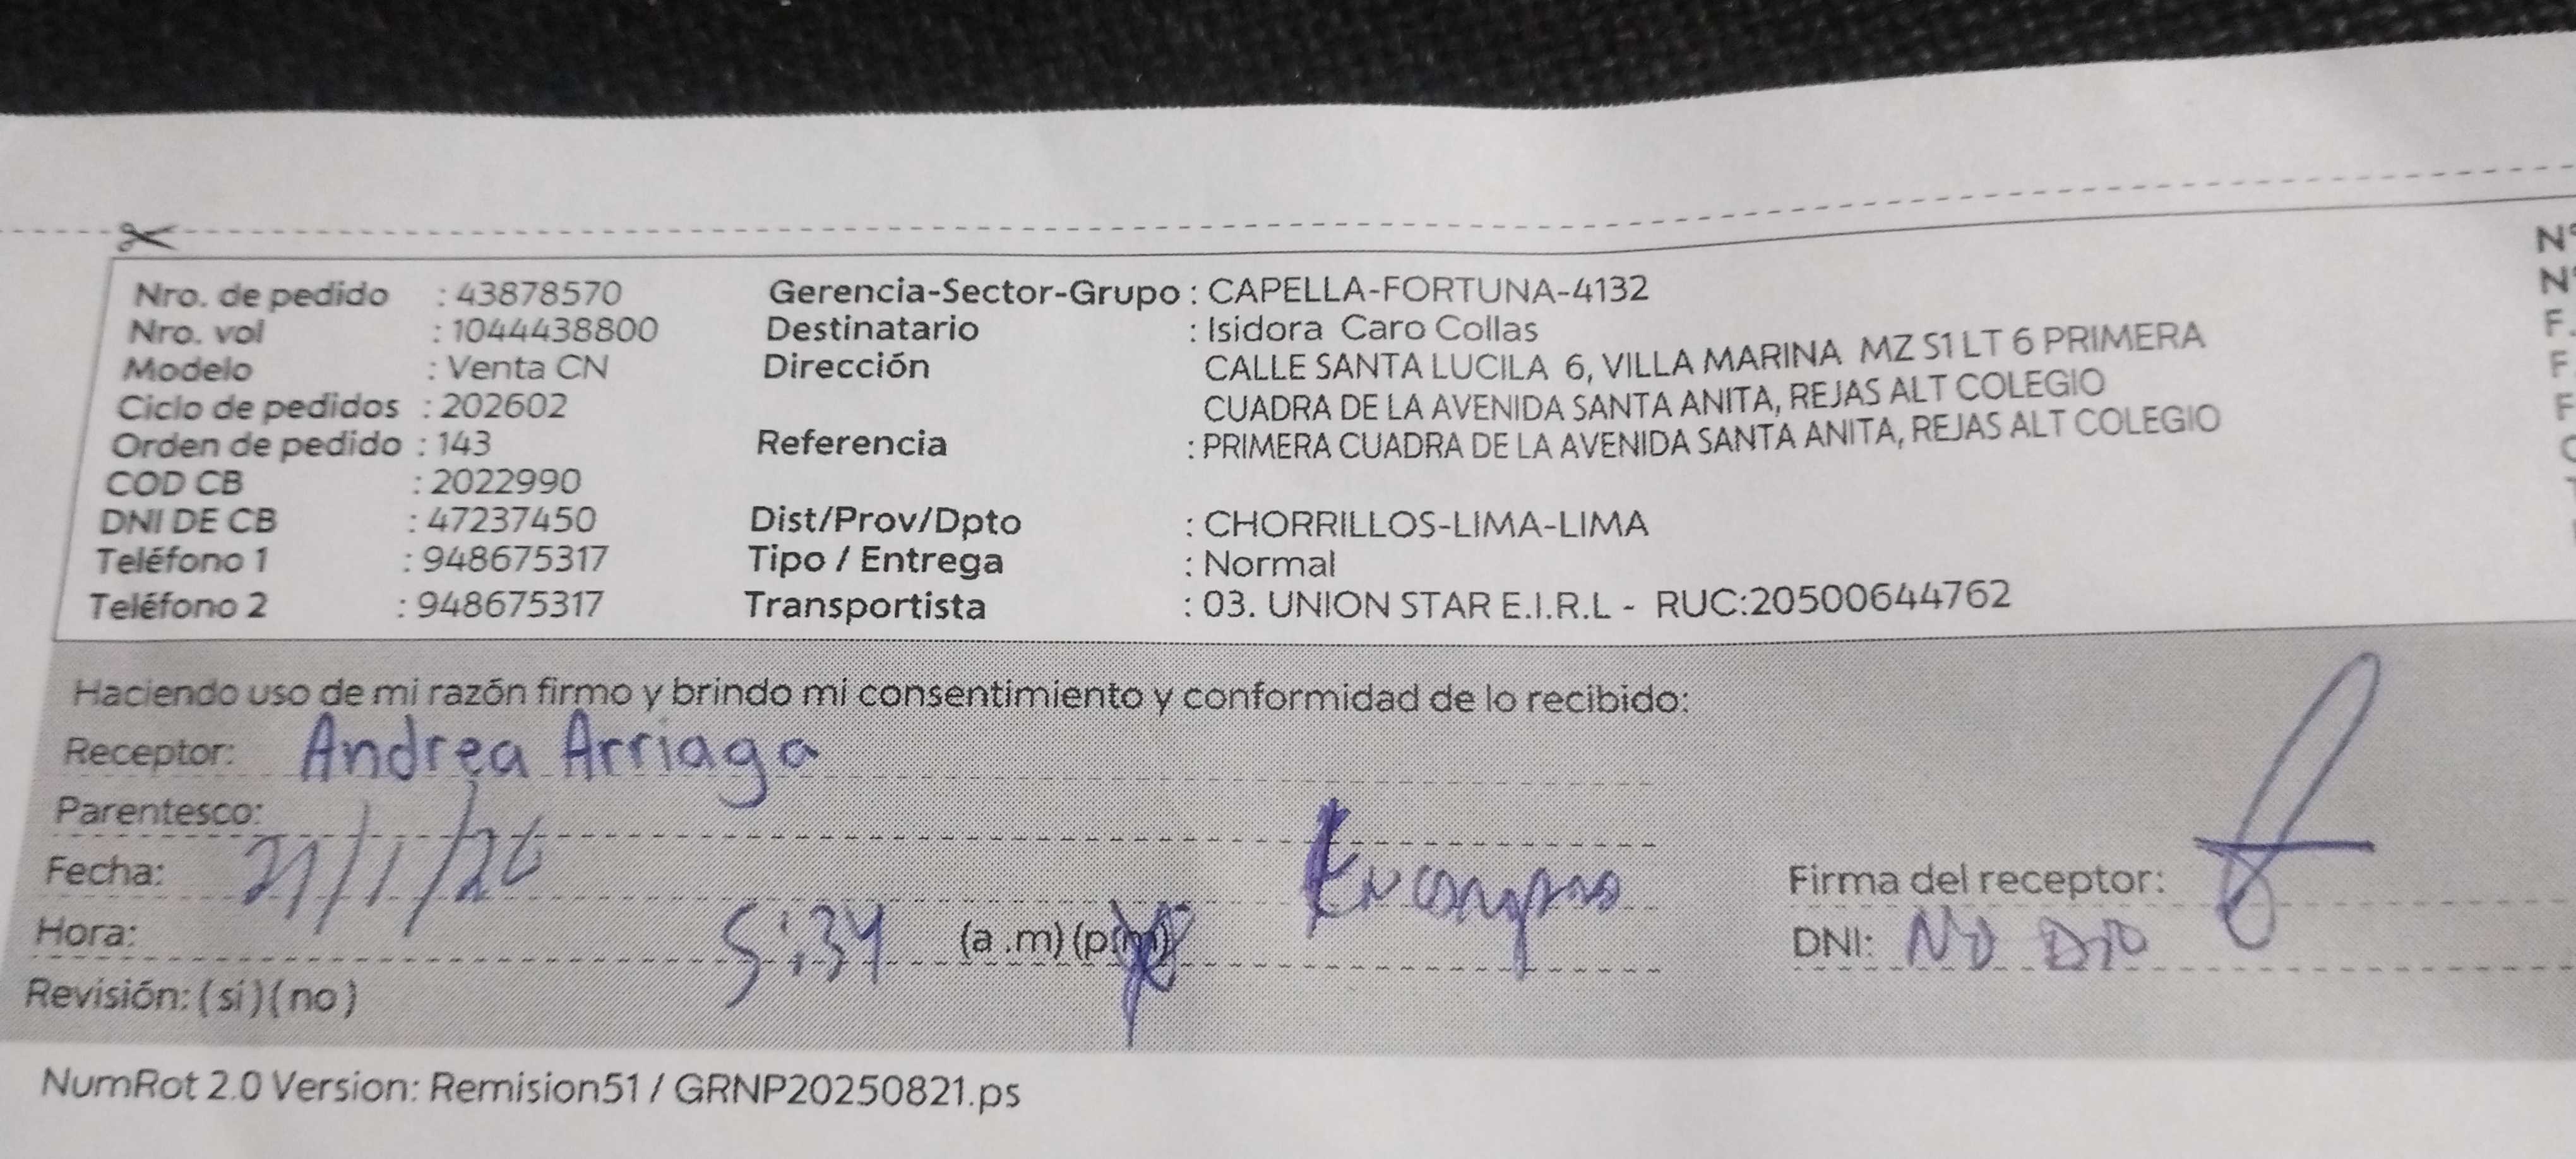 Nro. de pedido : 43878570
Nro. vol : 1044438800
Modelo : Venta CN
Ciclo de pedidos : 202602
Orden de pedido : 143
COD CB : 2022990
DNI DE CB : 47237450
Teléfono 1 : 948675317
Teléfono 2 : 948675317
Gerencia-Sector-Grupo : CAPELLA-FORTUNA-4132
Destinatario : Isidora Caro Collas
Dirección CALLE SANTA LUCILA 6, VILLA MARINA MZ S1 LT 6 PRIMERA
CUADRA DE LA AVENIDA SANTA ANITA, REJAS ALT COLEGIO
Referencia : PRIMERA CUADRA DE LA AVENIDA SANTA ANITA, REJAS ALT COLEGIO
Dist/Prov/Dpto : CHORRILLOS-LIMA-LIMA
Tipo / Entrega : Normal
Transportista : 03. UNION STAR E.I.R.L - RUC:20500644762
N°
N°
F.
F.
F
Haciendo uso de mi razón firmo y brindo mi consentimiento y conformidad de lo recibido:
Receptor: Andrea Arriaga
Parentesco:
Fecha: 21/1/26
Hora: 5:34 (a .m) (p.m)
Revisión: (si) (no)
Firma del receptor:
DNI: NO DIO
NumRot 2.0 Version: Remision51 / GRNP20250821.ps